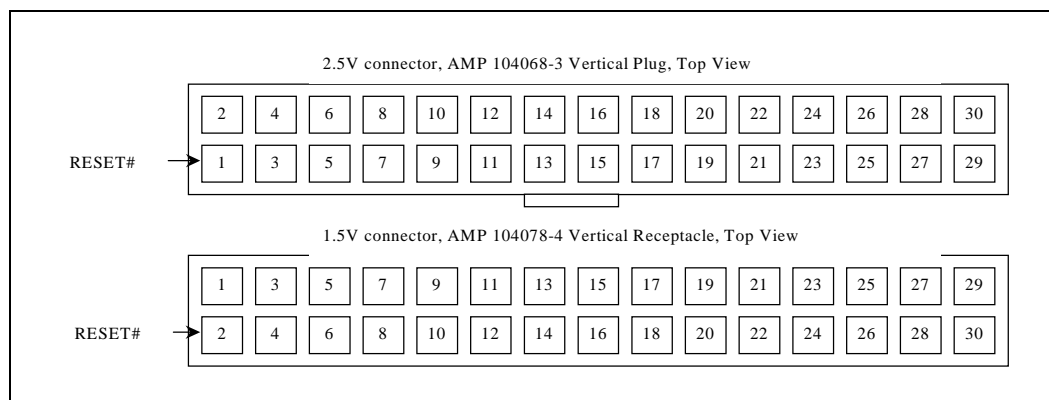 2.5V connector, AMP 104068-3 Vertical Plug, Top View
2 4 6 8 10 12 14 16 18 20 22 24 26 28 30
RESET# 1 3 5 7 9 11 13 15 17 19 21 23 25 27 29
1.5V connector, AMP 104078-4 Vertical Receptacle, Top View
1 3 5 7 9 11 13 15 17 19 21 23 25 27 29
RESET# 2 4 6 8 10 12 14 16 18 20 22 24 26 28 30